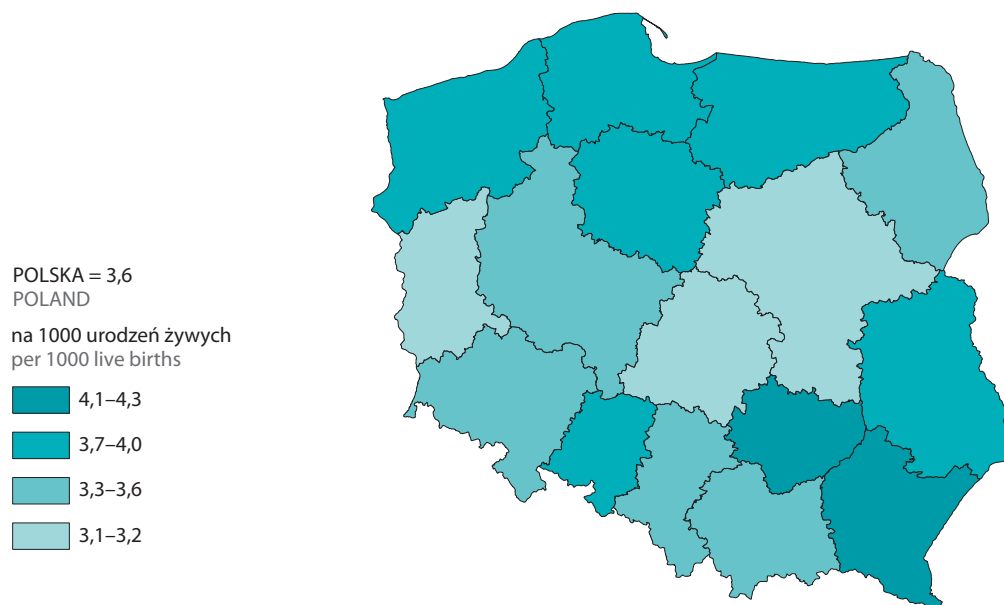 POLSKA = 3,6
POLAND
na 1000 urodzeń żywych
per 1000 live births
4,1–4,3
3,7–4,0
3,3–3,6
3,1–3,2